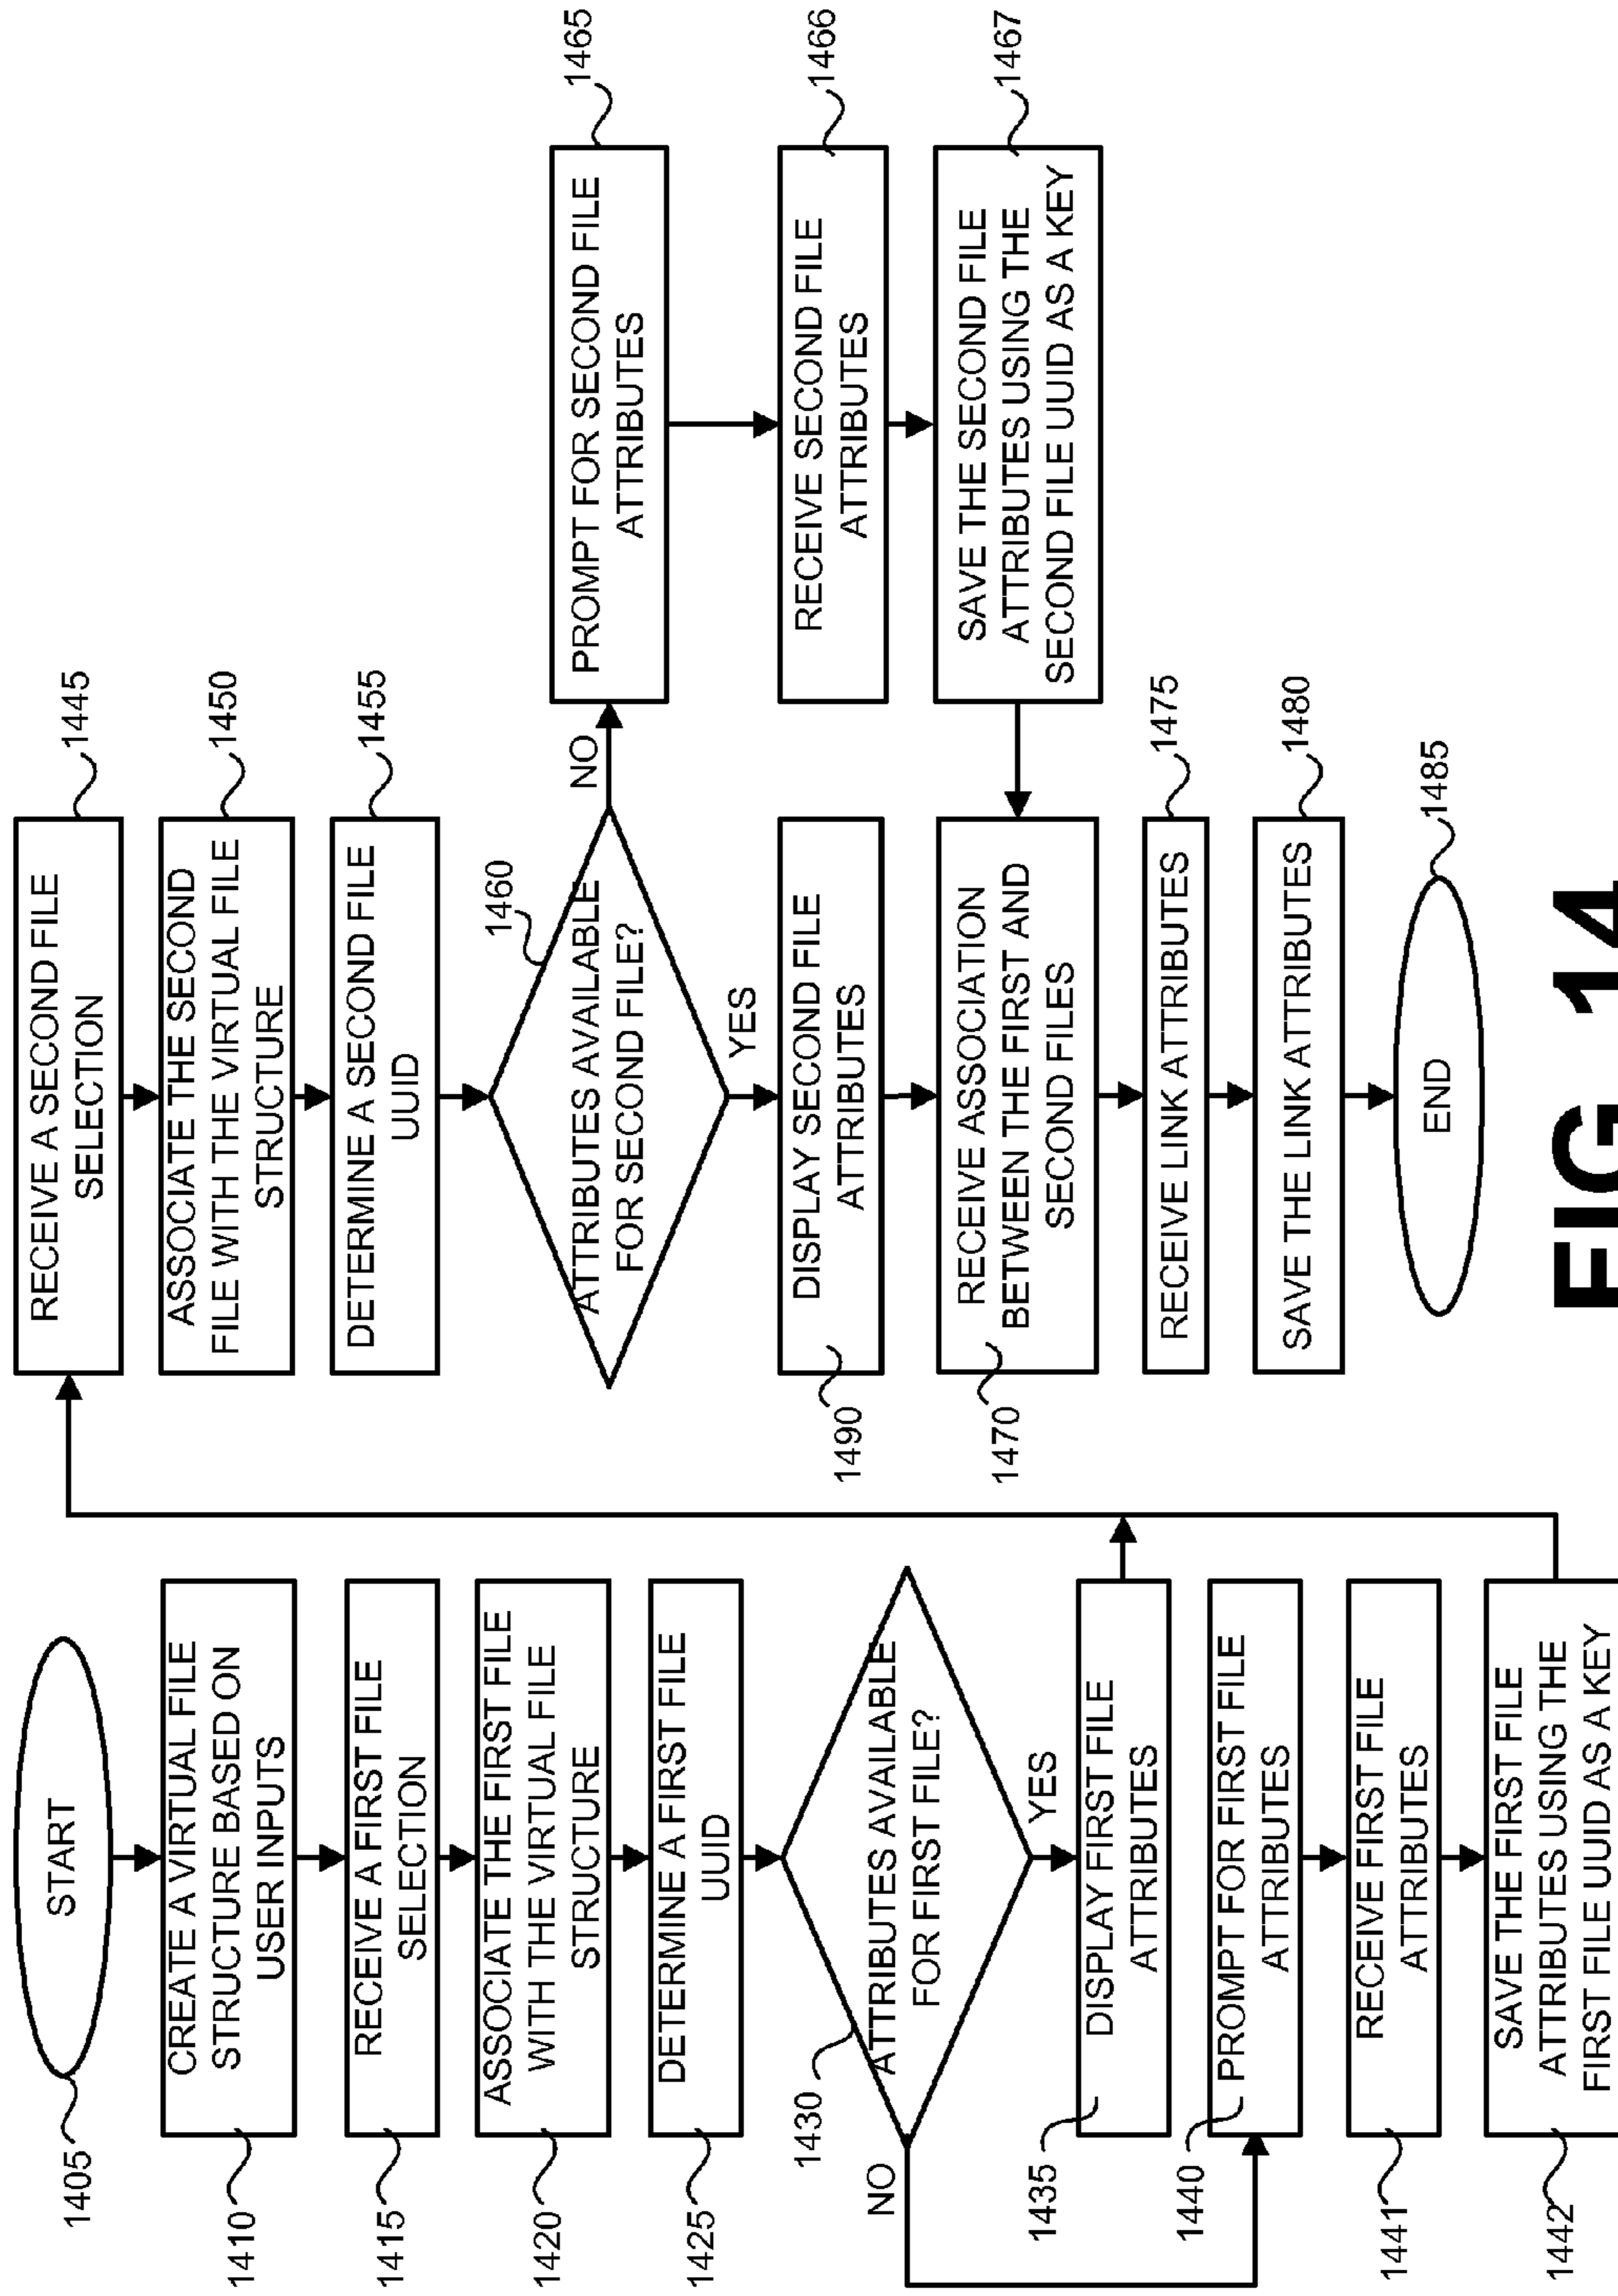 START
1405
CREATE A VIRTUAL FILE
STRUCTURE BASED ON
USER INPUTS
1410
RECEIVE A FIRST FILE
SELECTION
1415
ASSOCIATE THE FIRST FILE
WITH THE VIRTUAL FILE
STRUCTURE
1420
DETERMINE A FIRST FILE
UUID
1425
ATTRIBUTES AVAILABLE
FOR FIRST FILE?
1430
NO
YES
DISPLAY FIRST FILE
ATTRIBUTES
1435
PROMPT FOR FIRST FILE
ATTRIBUTES
1440
RECEIVE FIRST FILE
ATTRIBUTES
1441
SAVE THE FIRST FILE
ATTRIBUTES USING THE
FIRST FILE UUID AS A KEY
1442
RECEIVE A SECOND FILE
SELECTION
1445
ASSOCIATE THE SECOND
FILE WITH THE VIRTUAL FILE
STRUCTURE
1450
DETERMINE A SECOND FILE
UUID
1455
ATTRIBUTES AVAILABLE
FOR SECOND FILE?
1460
NO
YES
DISPLAY SECOND FILE
ATTRIBUTES
1490
RECEIVE ASSOCIATION
BETWEEN THE FIRST AND
SECOND FILES
1470
RECEIVE LINK ATTRIBUTES
1475
SAVE THE LINK ATTRIBUTES
1480
END
1485
PROMPT FOR SECOND FILE
ATTRIBUTES
1465
RECEIVE SECOND FILE
ATTRIBUTES
1466
SAVE THE SECOND FILE
ATTRIBUTES USING THE
SECOND FILE UUID AS A KEY
1467
FIG 14